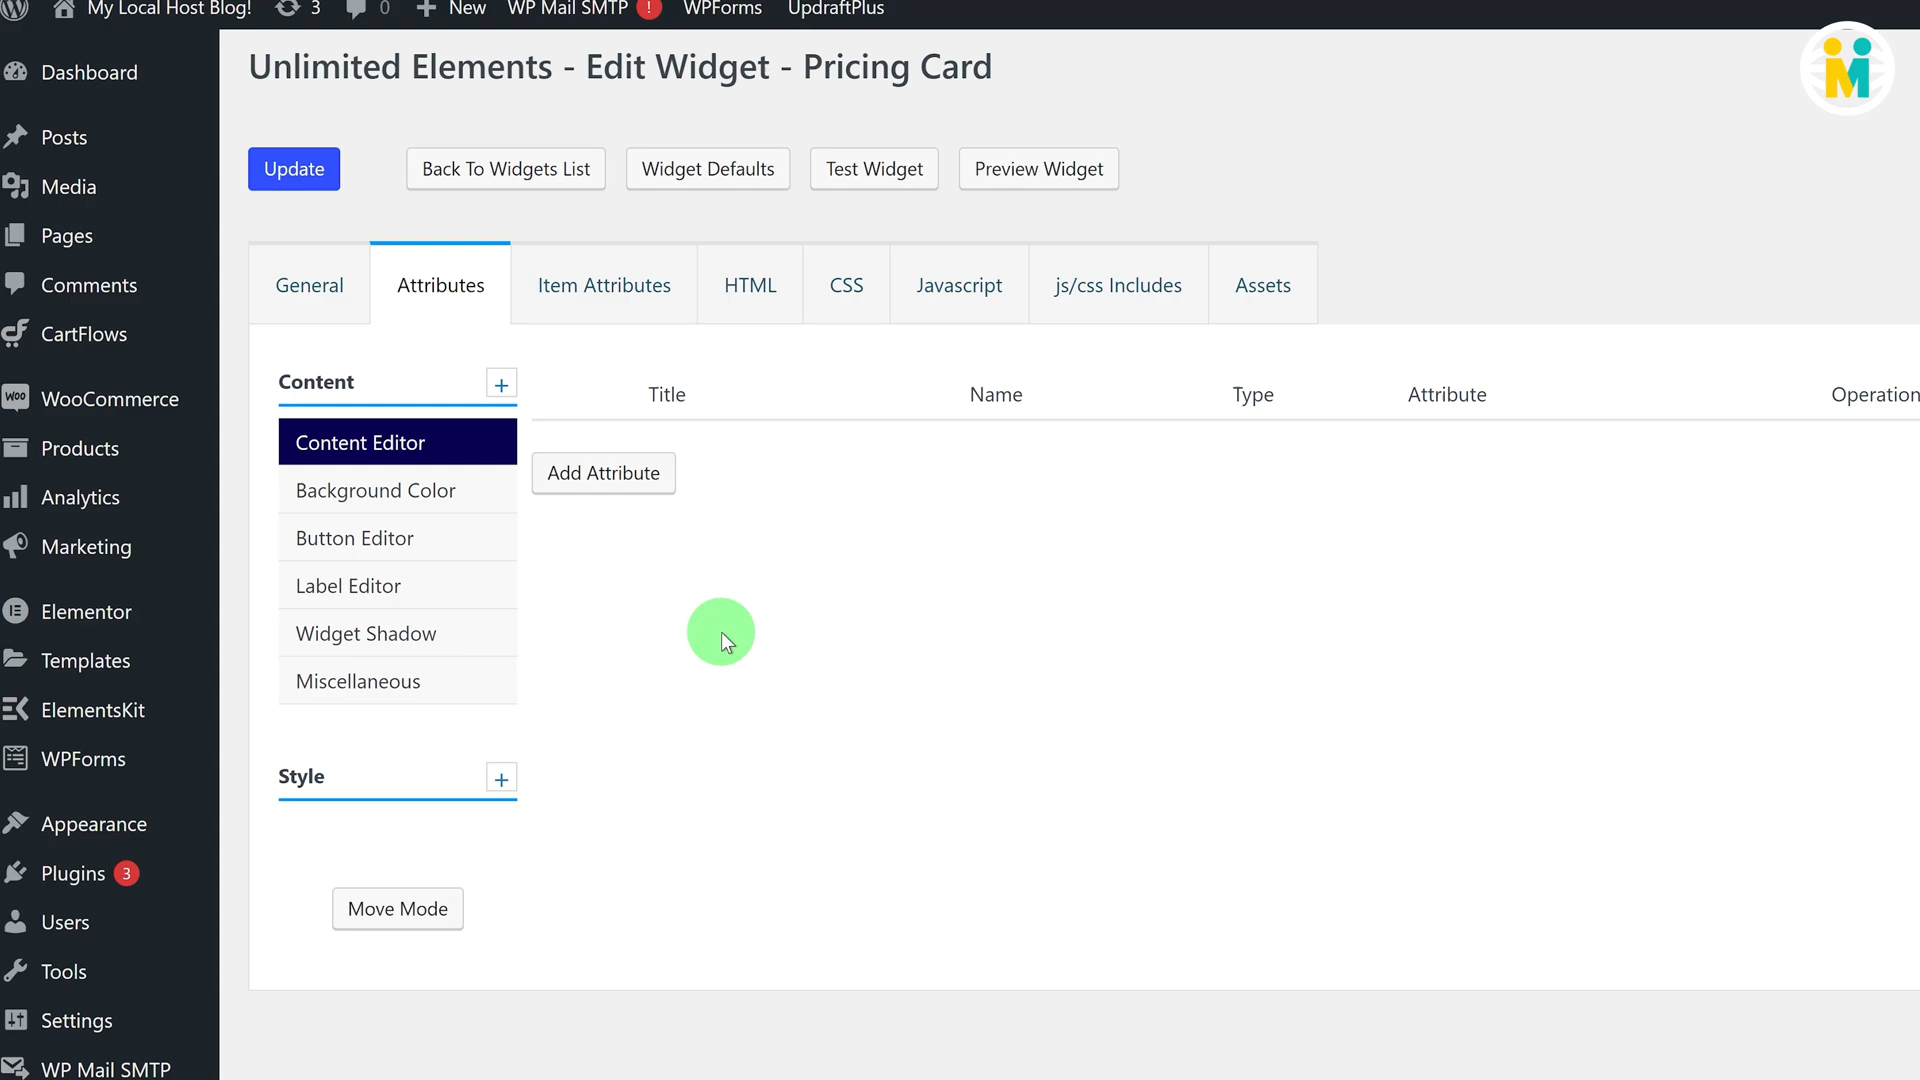 My Local Host Blog! 3 0 New WP Mail SMTP ! WPForms UpdraftPlus
Unlimited Elements - Edit Widget - Pricing Card
M
Update Back To Widgets List Widget Defaults Test Widget Preview Widget
General Attributes Item Attributes HTML CSS Javascript js/css Includes Assets
Dashboard
Posts
Media
Pages
Comments
CartFlows
WOO WooCommerce
Products
Analytics
Marketing
Elementor
Templates
ElementsKit
WPForms
Appearance
Plugins 3
Users
Tools
Settings
WP Mail SMTP
Content +
Content Editor
Background Color
Button Editor
Label Editor
Widget Shadow
Miscellaneous
Style +
Move Mode
Title Name Type Attribute Operation
Add Attribute